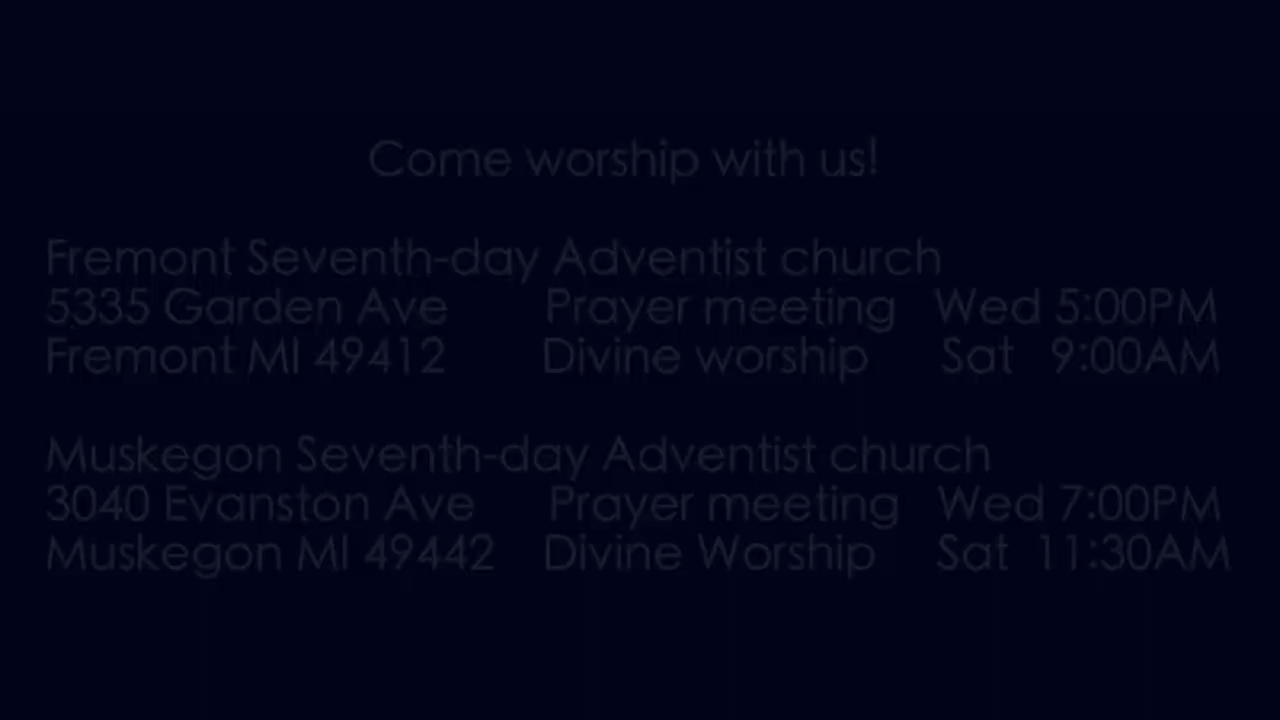 Come worship with us!
Fremont Seventh-day Adventist church
5335 Garden Ave Prayer meeting Wed 5:00PM
Fremont MI 49412 Divine worship Sat 9:00AM
Muskegon Seventh-day Adventist church
3040 Evanston Ave Prayer meeting Wed 7:00PM
Muskegon MI 49442 Divine Worship Sat 11:30AM